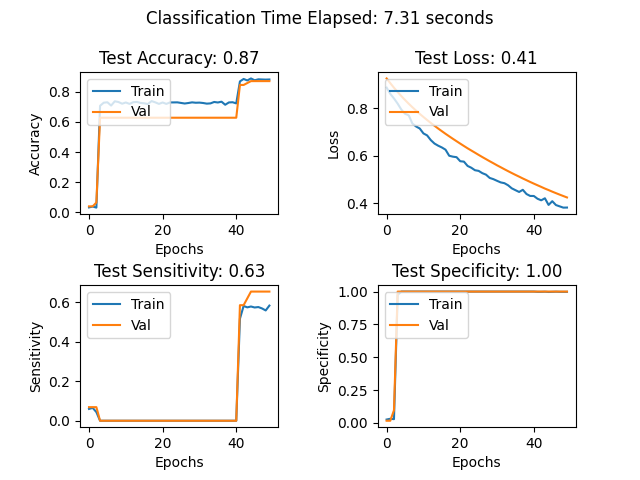 Classification Time Elapsed: 7.31 seconds
Test Accuracy: 0.87
Test Loss: 0.41
Accuracy
0.8
0.6
0.4
0.2
0.0
Train
Val
0
20
40
Epochs
Loss
0.8
0.6
0.4
Train
Val
0
20
40
Epochs
Test Sensitivity: 0.63
Test Specificity: 1.00
Sensitivity
0.6
0.4
0.2
0.0
Train
Val
0
20
40
Epochs
Specificity
1.00
0.75
0.50
0.25
0.00
Train
Val
0
20
40
Epochs